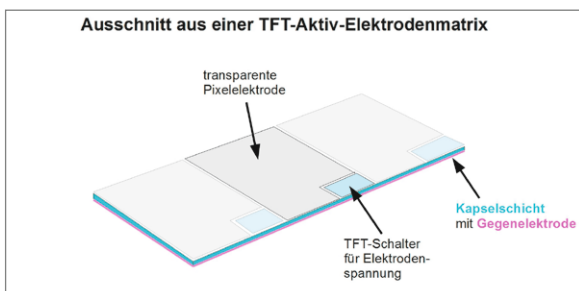 Ausschnitt aus einer TFT-Aktiv-Elektrodenmatrix
transparente
Pixelelektrode
Kapselschicht
mit Gegenelektrode
TFT-Schalter
für Elektroden-
spannung